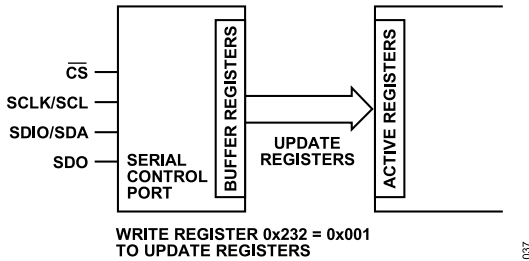 CS
SCLK/SCL
SDIO/SDA
SDO
SERIAL
CONTROL
PORT
BUFFER REGISTERS
UPDATE
REGISTERS
ACTIVE REGISTERS
WRITE REGISTER 0x232 = 0x001
TO UPDATE REGISTERS
037